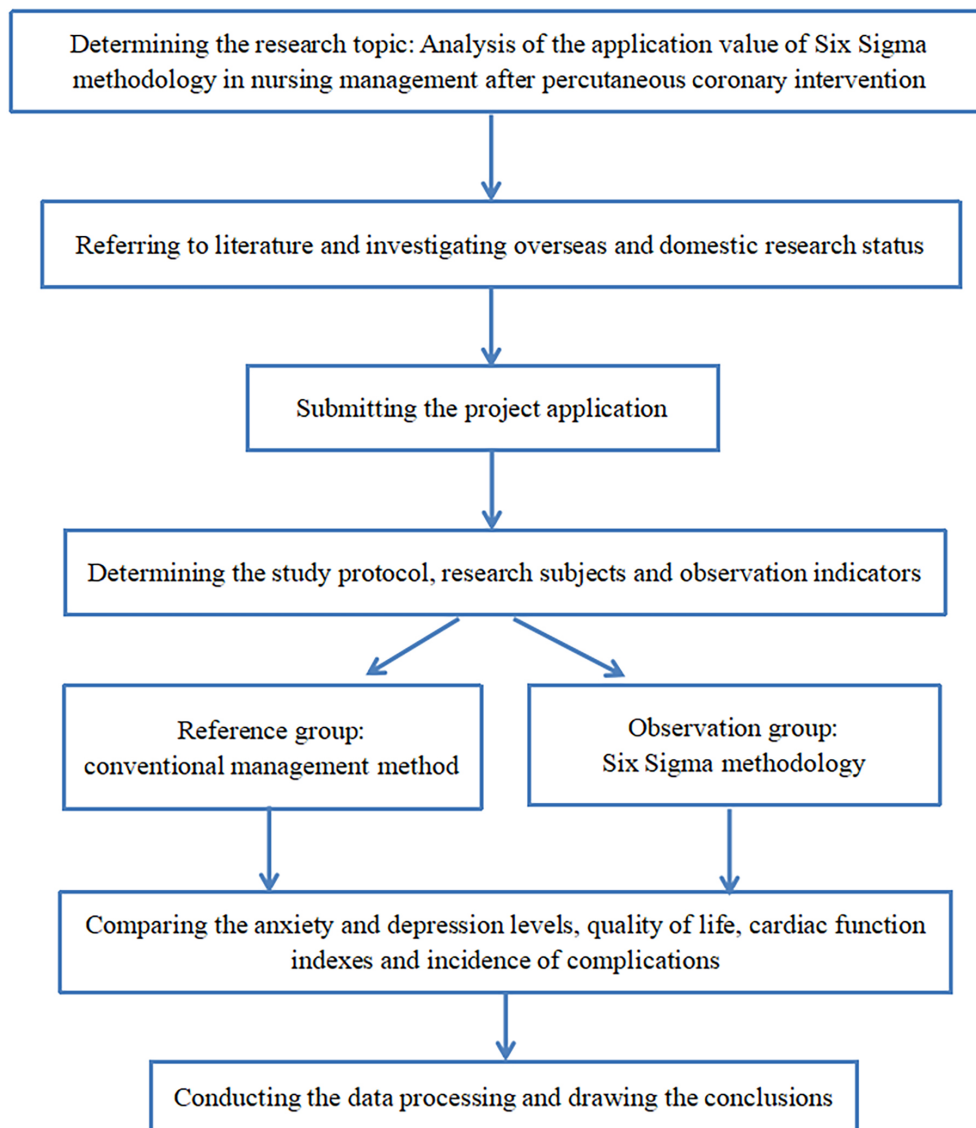 Determining the research topic: Analysis of the application value of Six Sigma
methodology in nursing management after percutaneous coronary intervention
Referring to literature and investigating overseas and domestic research status
Submitting the project application
Determining the study protocol, research subjects and observation indicators
Reference group:
conventional management method
Observation group:
Six Sigma methodology
Comparing the anxiety and depression levels, quality of life, cardiac function
indexes and incidence of complications
Conducting the data processing and drawing the conclusions